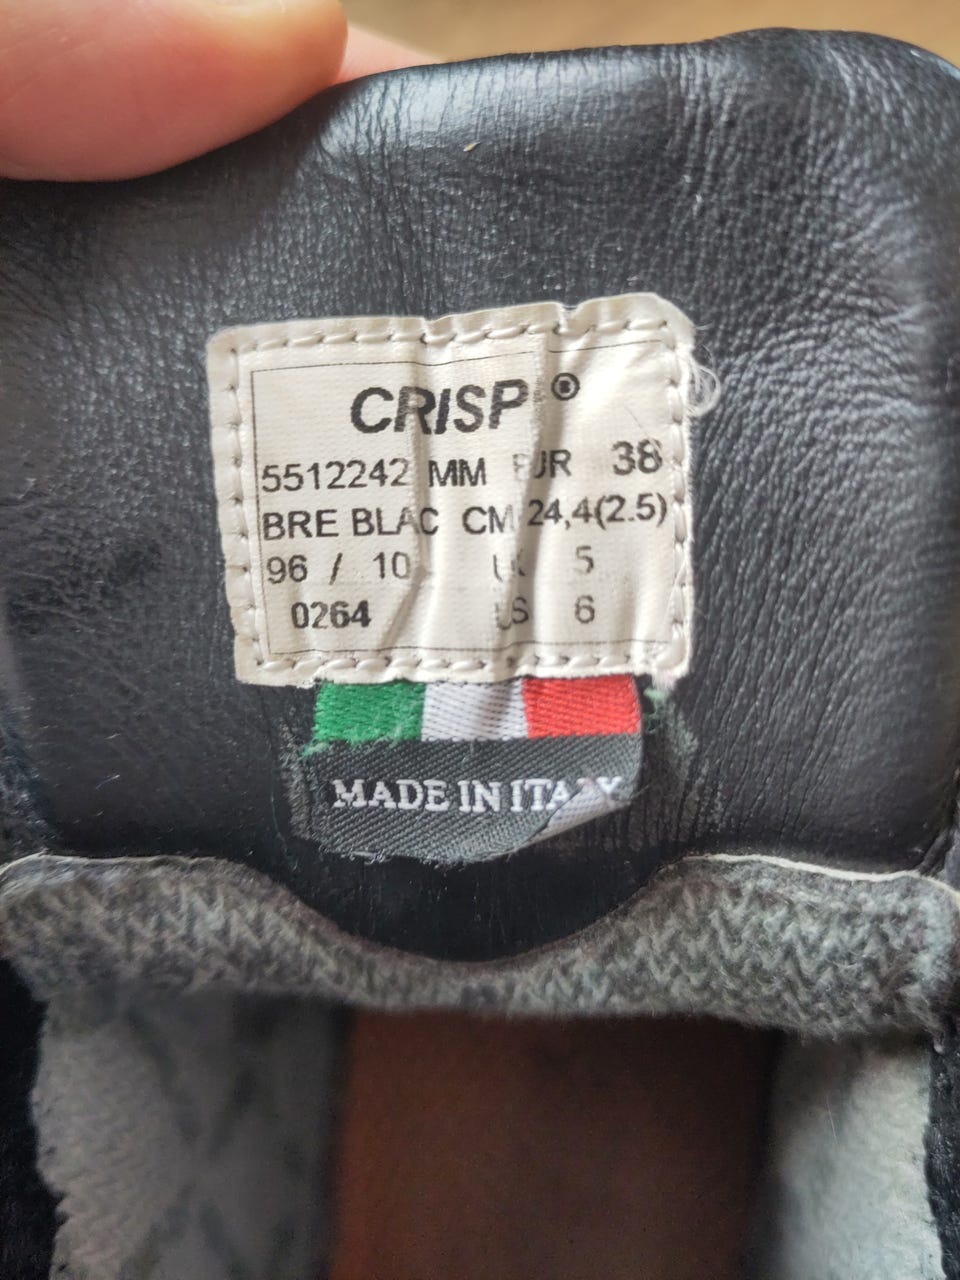 CRISP ®
5512242 MM EUR 38
BRE BLAC CM 24,4(2.5)
96 / 10 UK 5
0264 US 6
MADE IN ITALY